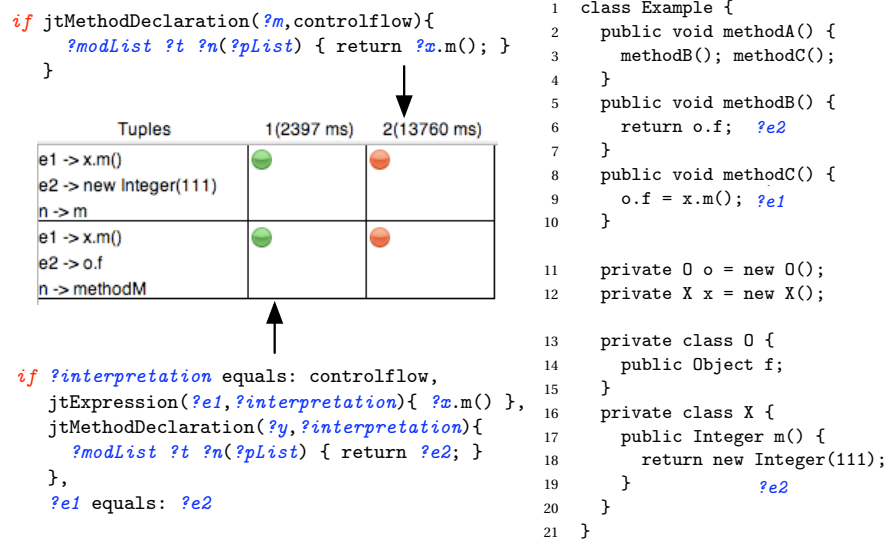 if jtMethodDeclaration(?m,controlflow){
?modList ?t ?n(?pList) { return ?x.m(); }
}
Tuples 1(2397 ms) 2(13760 ms)
e1 -> x.m()
e2 -> new Integer(111)
n -> m
e1 -> x.m()
e2 -> o.f
n -> methodM
if ?interpretation equals: controlflow,
jtExpression(?e1,?interpretation){ ?x.m() },
jtMethodDeclaration(?y,?interpretation){
?modList ?t ?n(?pList) { return ?e2; }
},
?e1 equals: ?e2
1 class Example {
2 public void methodA() {
3 methodB(); methodC();
4 }
5 public void methodB() {
6 return o.f; ?e2
7 }
8 public void methodC() {
9 o.f = x.m(); ?e1
10 }
11 private O o = new O();
12 private X x = new X();
13 private class O {
14 public Object f;
15 }
16 private class X {
17 public Integer m() {
18 return new Integer(111);
19 } ?e2
20 }
21 }